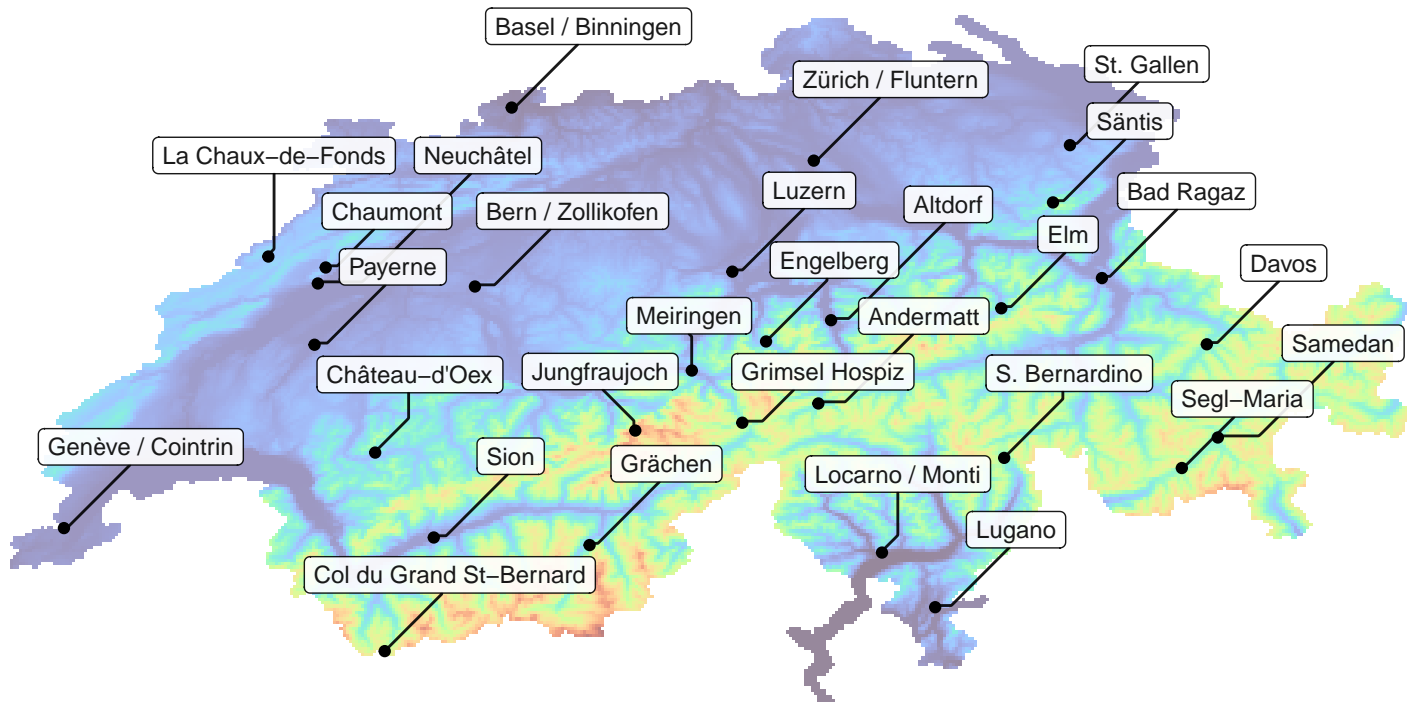 Basel / Binningen
St. Gallen
Zürich / Fluntern
Säntis
La Chaux–de–Fonds
Neuchâtel
Luzern
Bad Ragaz
Chaumont
Bern / Zollikofen
Altdorf
Elm
Payerne
Engelberg
Davos
Meiringen
Andermatt
Samedan
Château–d'Oex
Jungfraujoch
Grimsel Hospiz
S. Bernardino
Segl–Maria
Genève / Cointrin
Sion
Grächen
Locarno / Monti
Lugano
Col du Grand St–Bernard